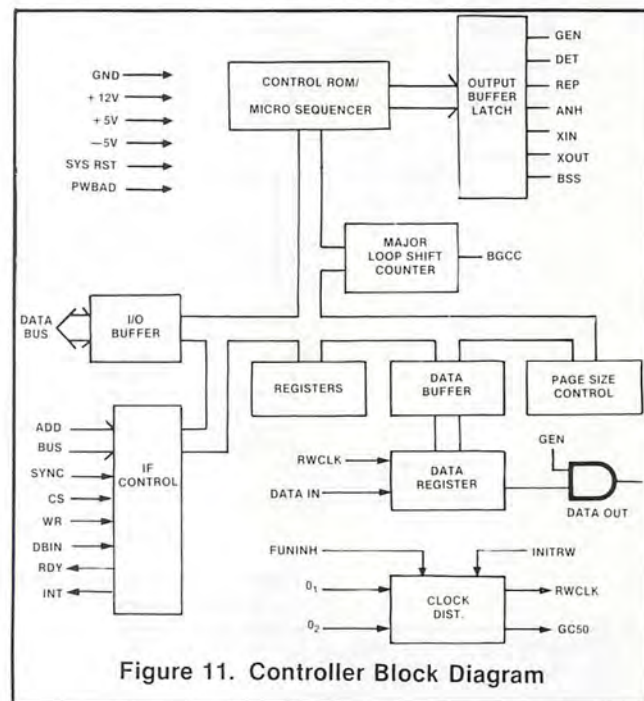 GND
+12V
+5V
—5V
SYS RST
PWBAD
CONTROL ROM/
MICRO SEQUENCER
OUTPUT
BUFFER
LATCH
GEN
DET
REP
ANH
XIN
XOUT
BSS
MAJOR
LOOP SHIFT
COUNTER
BGCC
DATA
BUS
I/O
BUFFER
REGISTERS
DATA
BUFFER
PAGE SIZE
CONTROL
ADD
BUS
SYNC
CS
WR
DBIN
RDY
INT
IF
CONTROL
RWCLK
DATA IN
DATA
REGISTER
GEN
DATA OUT
FUNINH
INITRW
0₁
0₂
CLOCK
DIST.
RWCLK
GC50
Figure 11. Controller Block Diagram